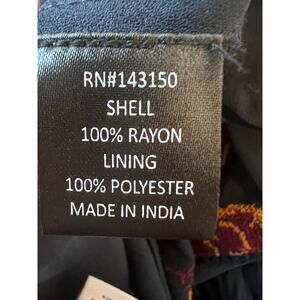 RN#143150
SHELL
100% RAYON
LINING
100% POLYESTER
MADE IN INDIA